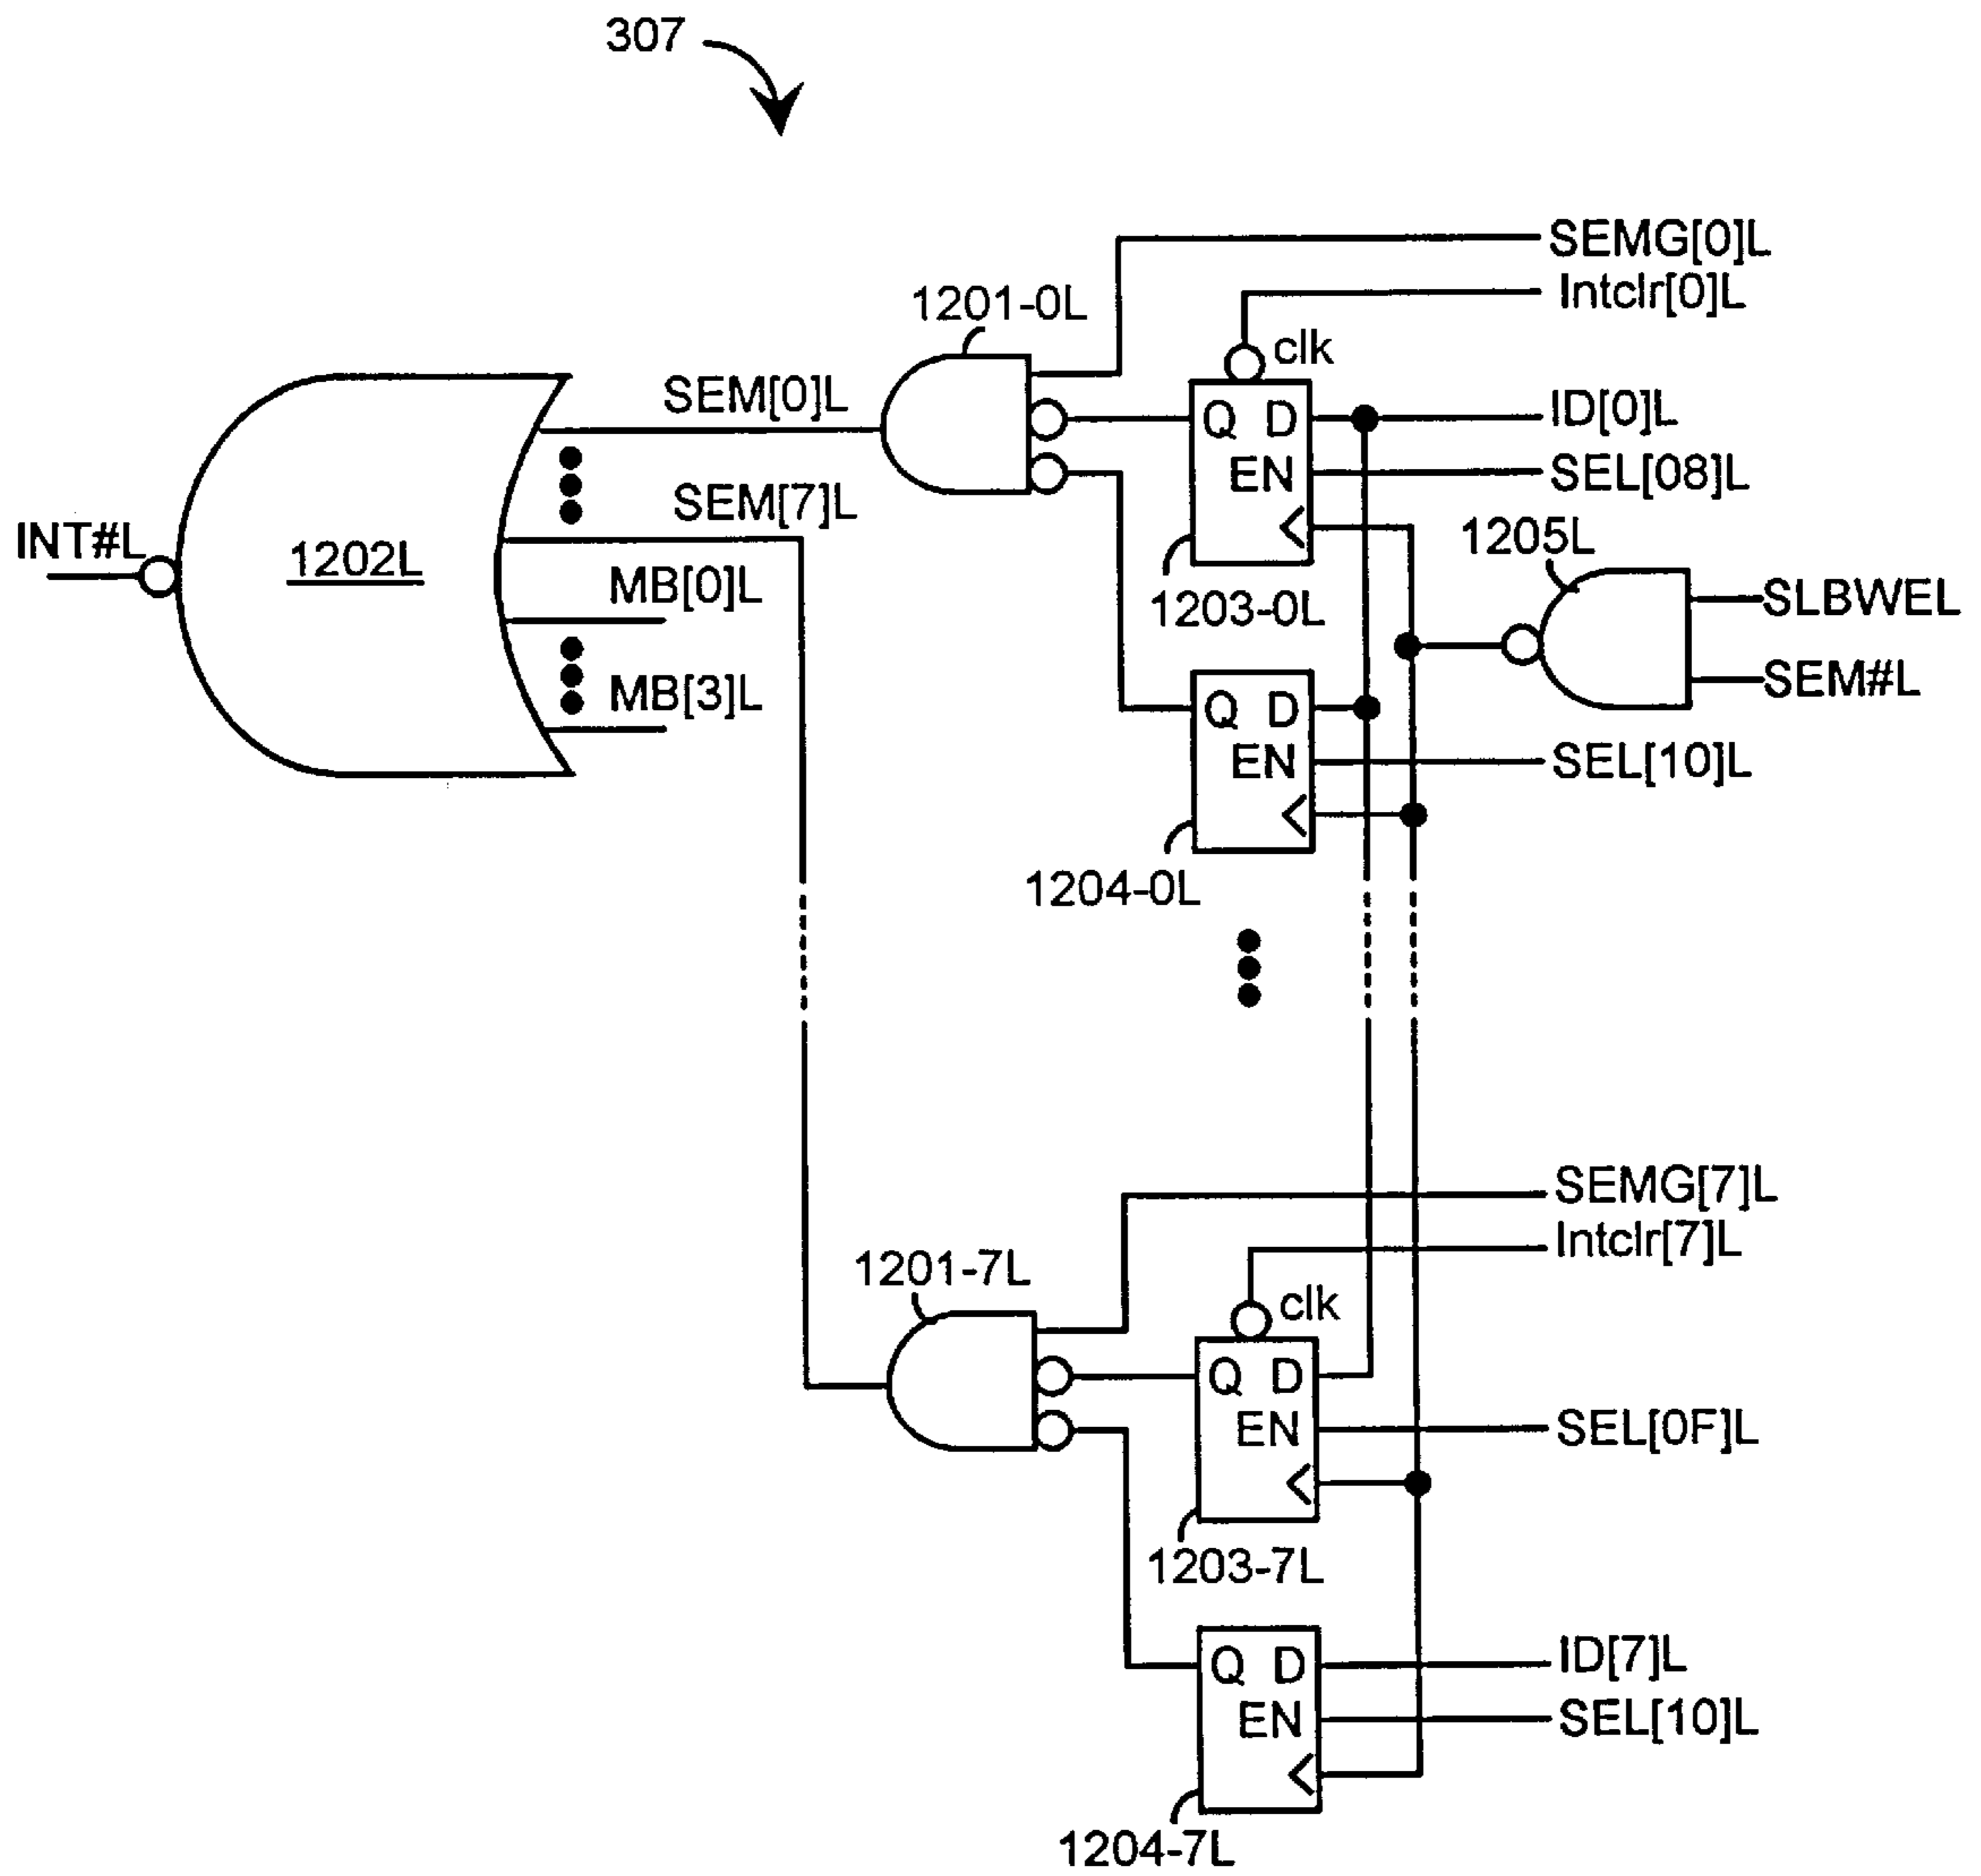 307
SEMG[0]L
Intclr[0]L
1201-0L
clk
SEM[0]L
Q D
ID[0]L
EN
SEL[08]L
SEM[7]L
1205L
INT#L
1202L
MB[0]L
1203-0L
SLBWEL
MB[3]L
SEM#L
Q D
EN
SEL[10]L
1204-0L
SEMG[7]L
Intclr[7]L
1201-7L
clk
Q D
EN
SEL[0F]L
1203-7L
Q D
ID[7]L
EN
SEL[10]L
1204-7L